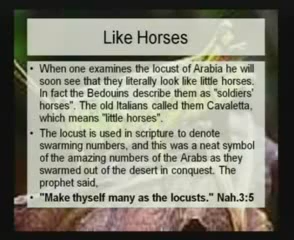 Like Horses
• When one examines the locust of Arabia he will
soon see that they literally look like little horses.
In fact the Bedouins describe them as "soldiers'
horses". The old Italians called them Cavaletta,
which means "little horses".
• The locust is used in scripture to denote
swarming numbers, and this was a neat symbol
of the amazing numbers of the Arabs as they
swarmed out of the desert in conquest. The
prophet said,
• "Make thyself many as the locusts." Nah.3:5